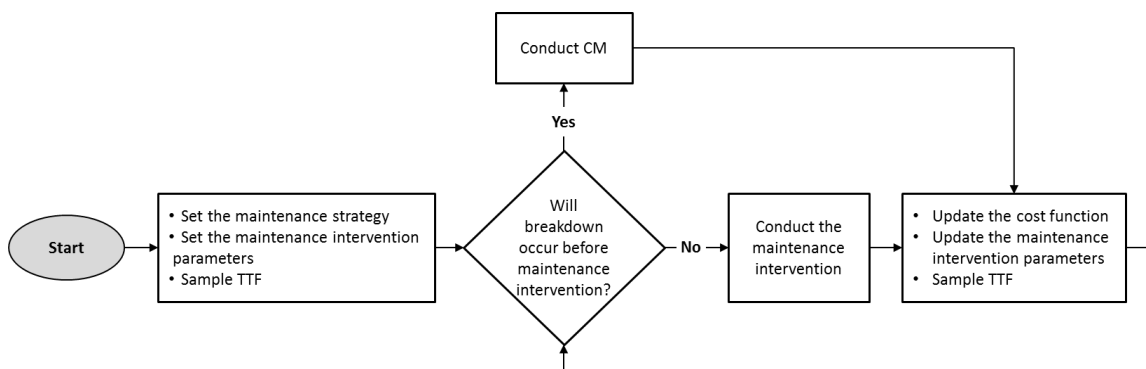 Conduct CM
Yes
Start
• Set the maintenance strategy
• Set the maintenance intervention
parameters
• Sample TTF
Will
breakdown
occur before
maintenance
intervention?
No
Conduct the
maintenance
intervention
• Update the cost function
• Update the maintenance
intervention parameters
• Sample TTF